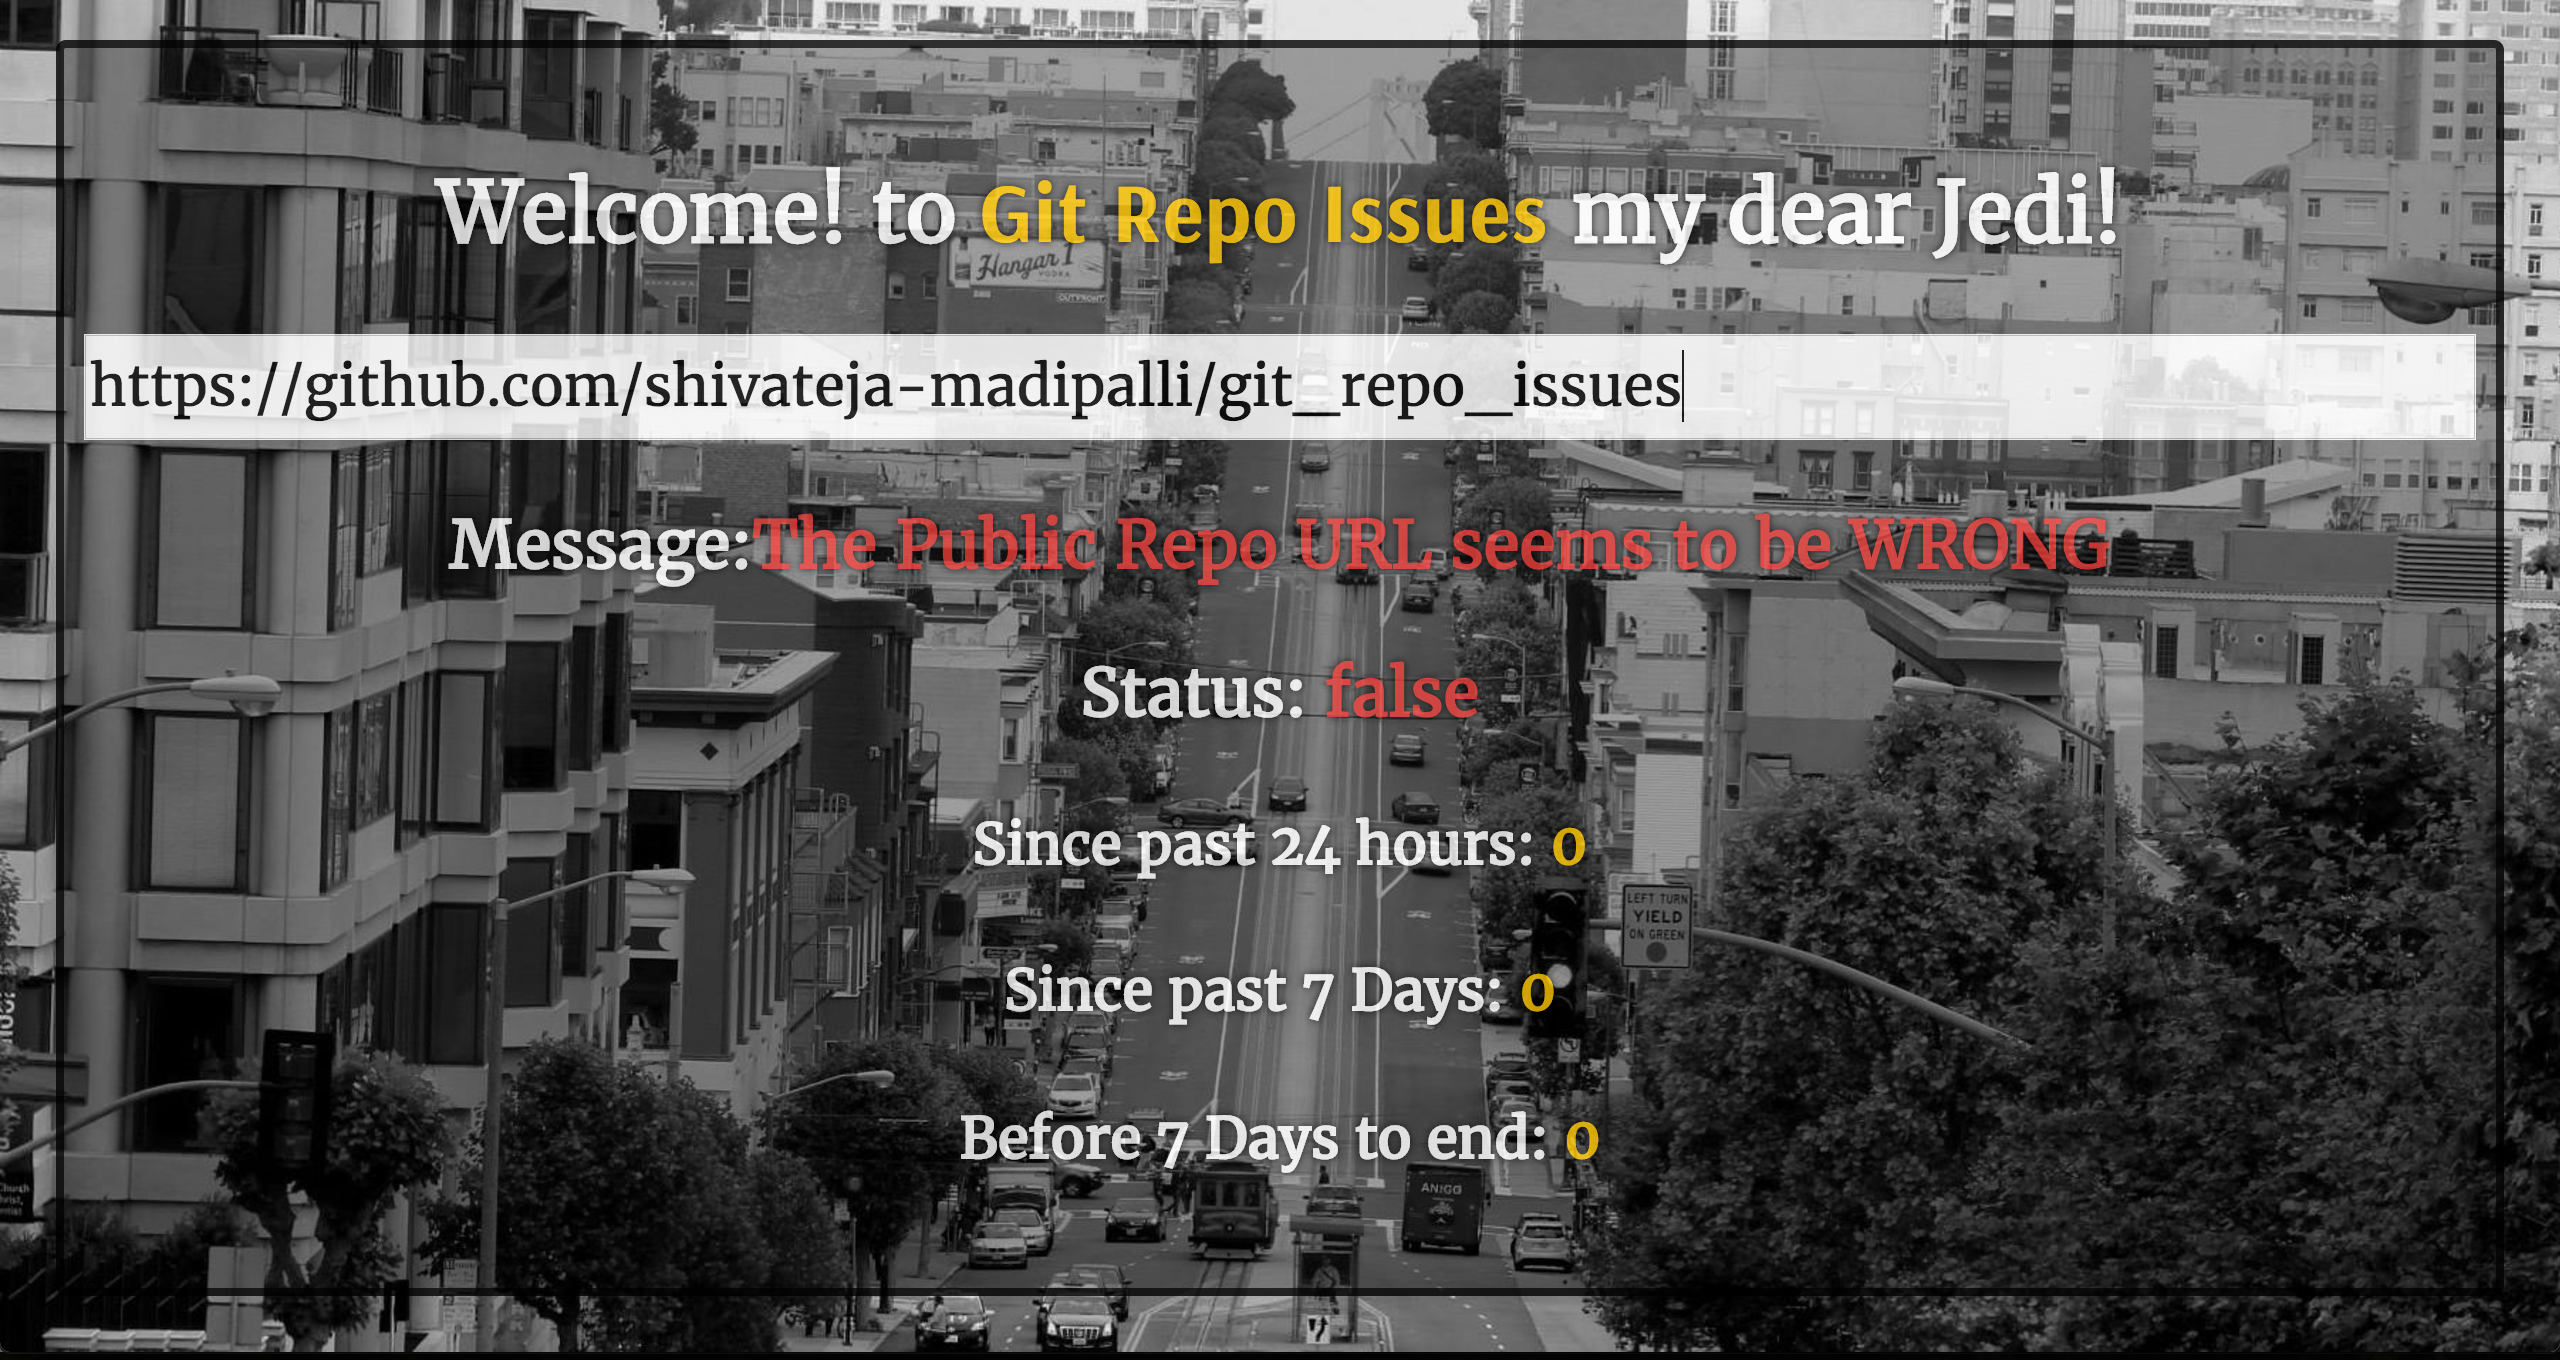 Welcome! to Git Repo Issues my dear Jedi!
Hangar 1
VODKA
OUTFRONT
https://github.com/shivateja-madipalli/git_repo_issues
Message:The Public Repo URL seems to be WRONG
Status: false
Since past 24 hours: 0
LEFT TURN
YIELD
ON GREEN
Since past 7 Days: 0
Before 7 Days to end: 0